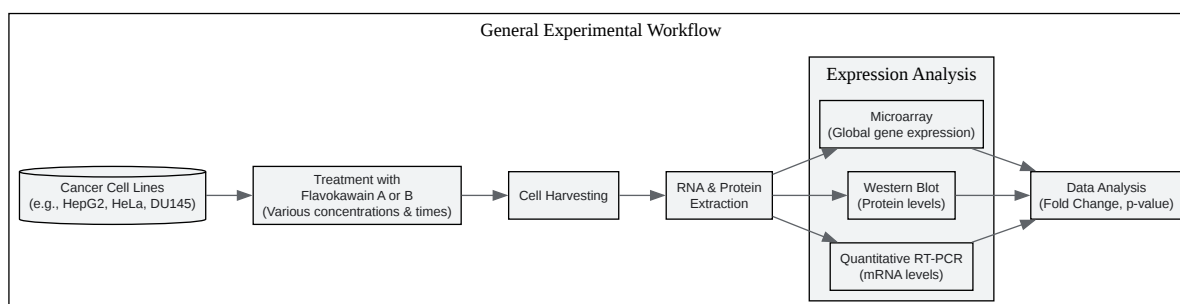 General Experimental Workflow
Cancer Cell Lines
(e.g., HepG2, HeLa, DU145)
Treatment with
Flavokawain A or B
(Various concentrations & times)
Cell Harvesting
RNA & Protein
Extraction
Expression Analysis
Microarray
(Global gene expression)
Western Blot
(Protein levels)
Quantitative RT-PCR
(mRNA levels)
Data Analysis
(Fold Change, p-value)